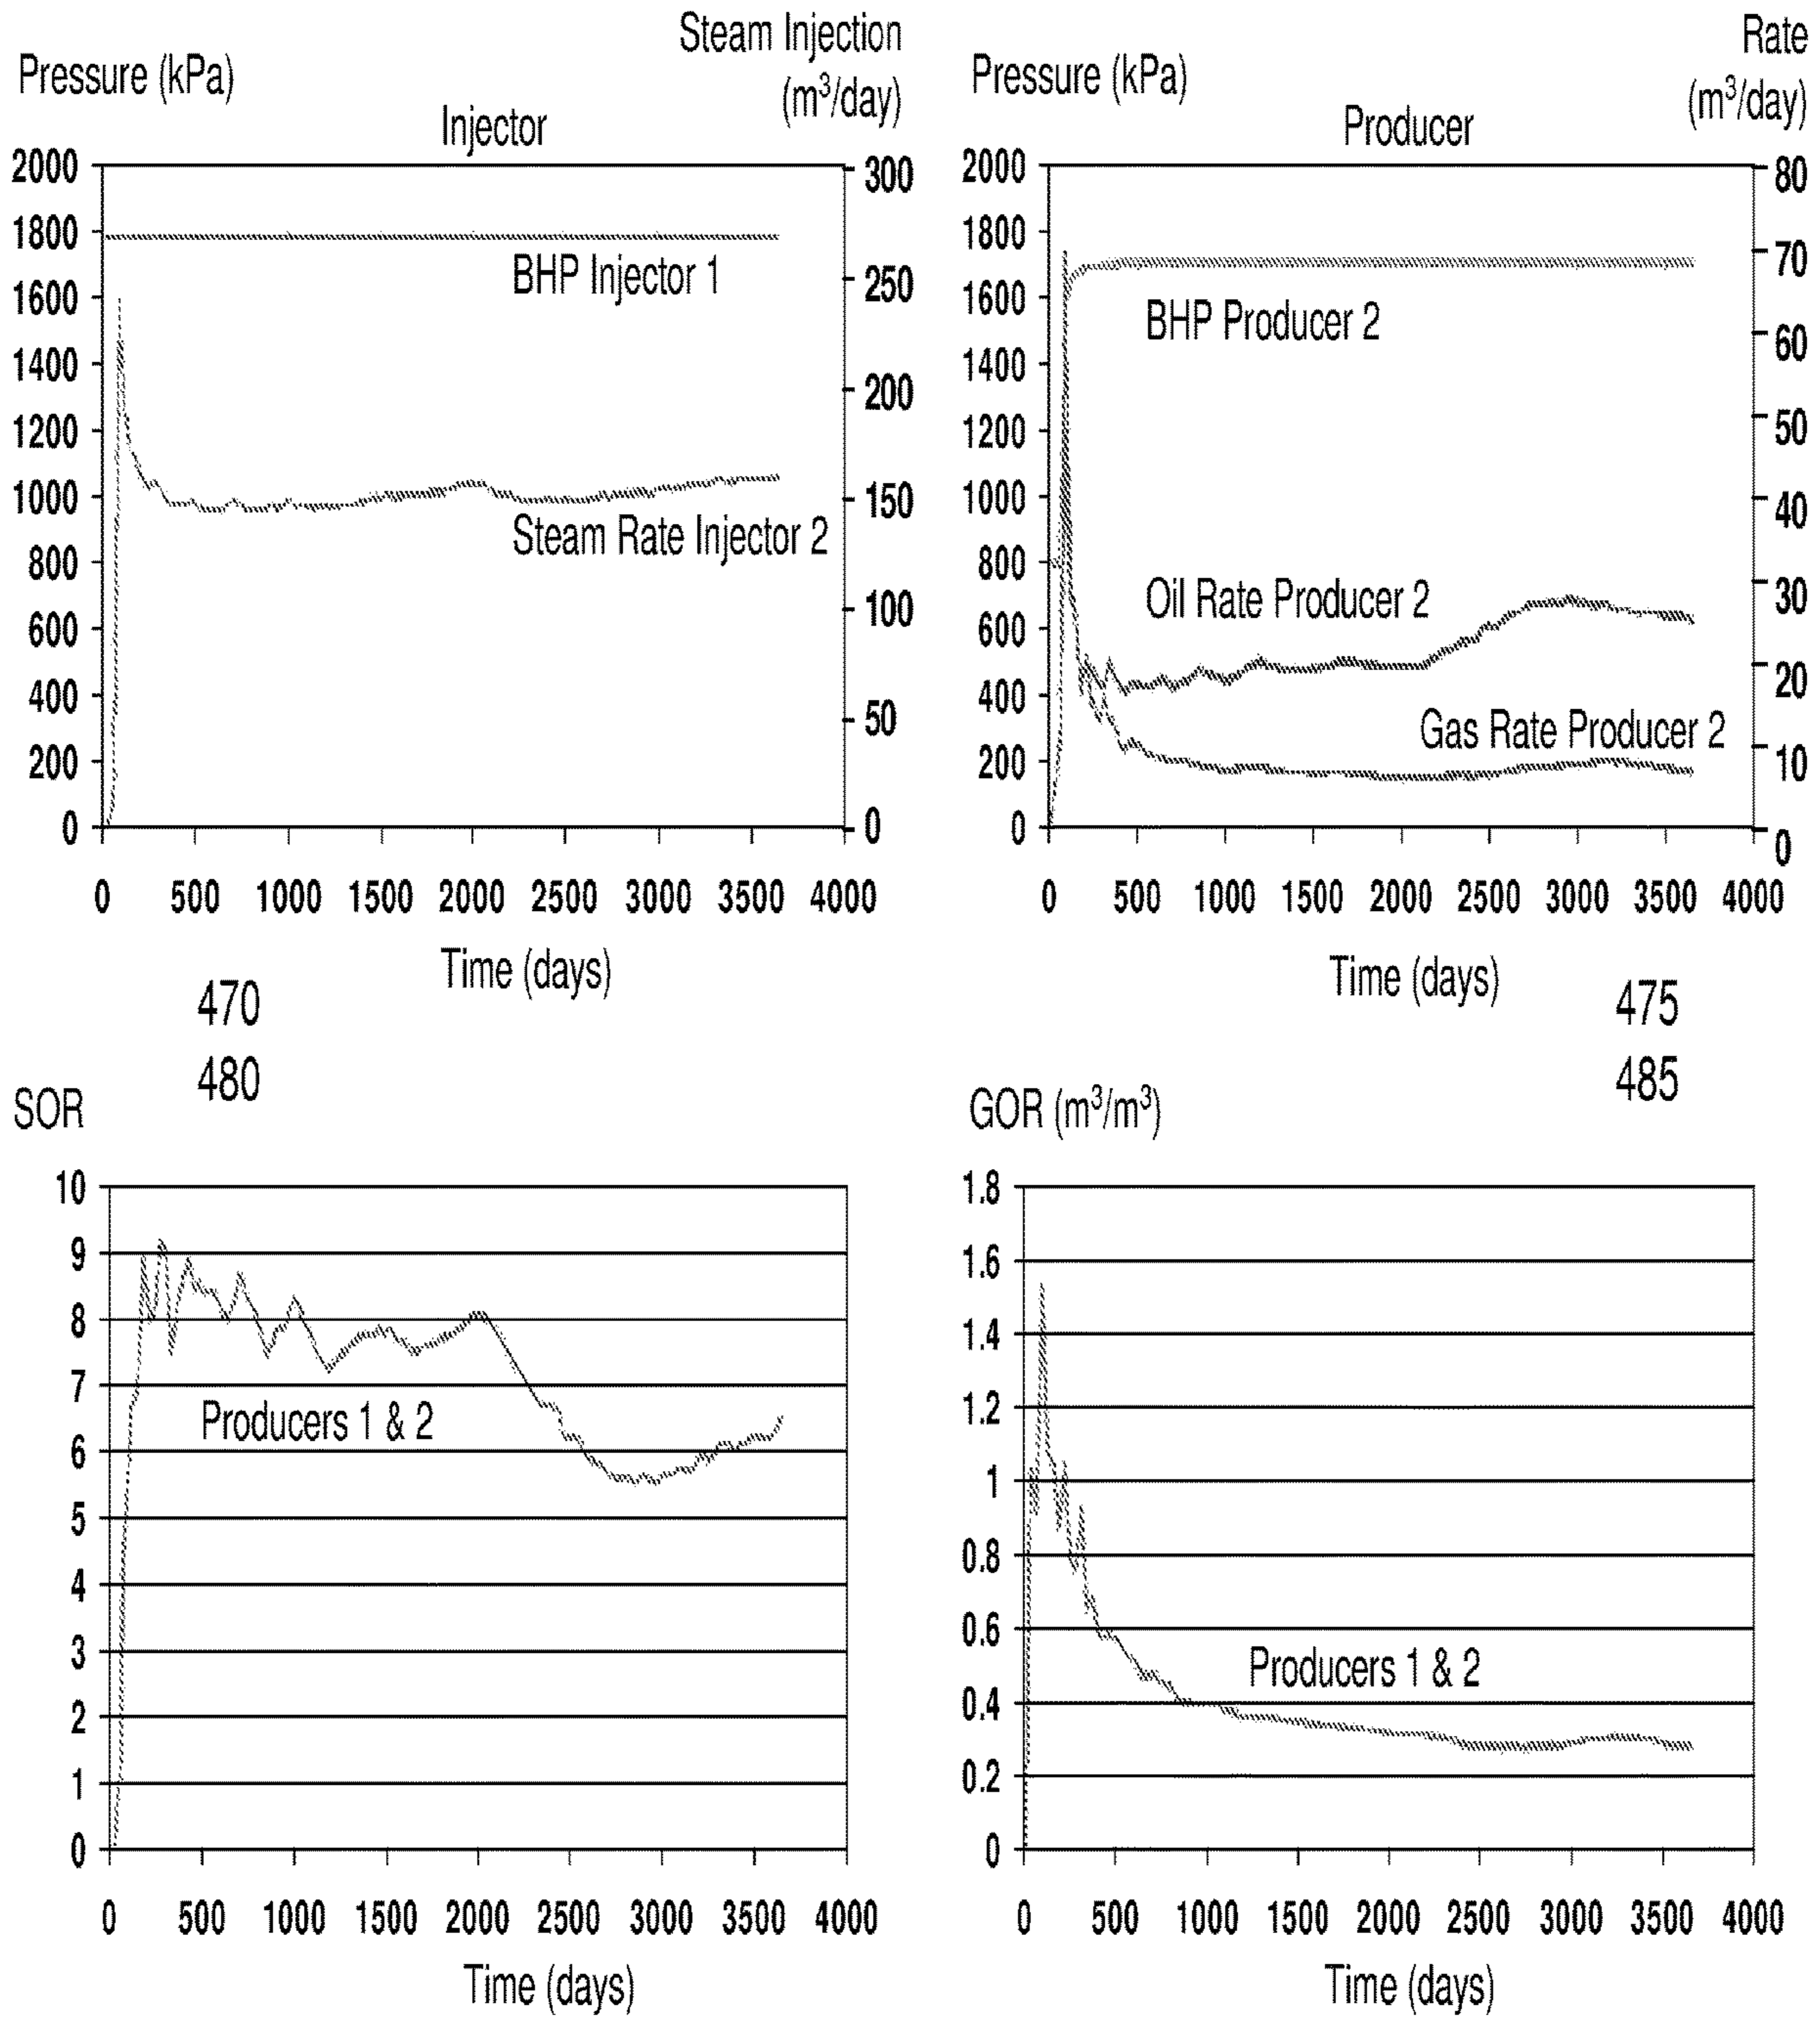 Pressure (kPa)
Steam Injection
(m³/day)
Injector
2000
1800
1600
1400
1200
1000
800
600
400
200
0
300
250
200
150
100
50
0
BHP Injector 1
Steam Rate Injector 2
0 500 1000 1500 2000 2500 3000 3500 4000
Time (days)
470
Pressure (kPa)
Rate
(m³/day)
Producer
2000
1800
1600
1400
1200
1000
800
600
400
200
0
80
70
60
50
40
30
20
10
0
BHP Producer 2
Oil Rate Producer 2
Gas Rate Producer 2
0 500 1000 1500 2000 2500 3000 3500 4000
Time (days)
475
480
SOR
10
9
8
7
6
5
4
3
2
1
0
Producers 1 & 2
0 500 1000 1500 2000 2500 3000 3500 4000
Time (days)
485
GOR (m³/m³)
1.8
1.6
1.4
1.2
1
0.8
0.6
0.4
0.2
0
Producers 1 & 2
0 500 1000 1500 2000 2500 3000 3500 4000
Time (days)